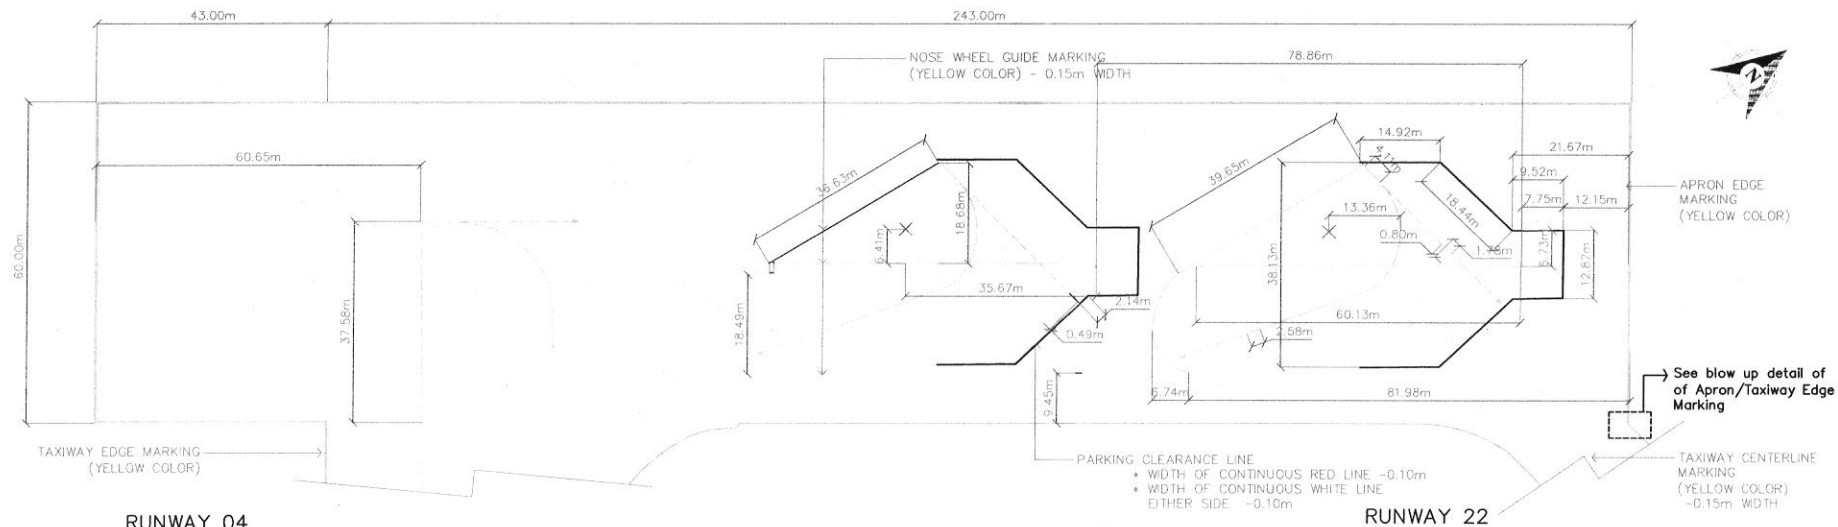 43.00m
243.00m
NOSE WHEEL GUIDE MARKING
(YELLOW COLOR) - 0.15m WIDTH
78.86m
N
60.65m
36.63m
39.65m
14.92m
4.11m
21.67m
9.52m
7.75m
12.15m
APRON EDGE
MARKING
(YELLOW COLOR)
60.00m
37.58m
6.41m
18.68m
13.36m
18.44m
0.80m
1.78m
5.73m
12.82m
38.13m
35.67m
2.14m
60.13m
18.49m
0.49m
2.58m
9.45m
6.74m
81.98m
See blow up detail of
of Apron/Taxiway Edge
Marking
TAXIWAY EDGE MARKING
(YELLOW COLOR)
PARKING CLEARANCE LINE
* WIDTH OF CONTINUOUS RED LINE -0.10m
* WIDTH OF CONTINUOUS WHITE LINE
EITHER SIDE -0.10m
TAXIWAY CENTERLINE
MARKING
(YELLOW COLOR)
-0.15m WIDTH
RUNWAY 04
RUNWAY 22